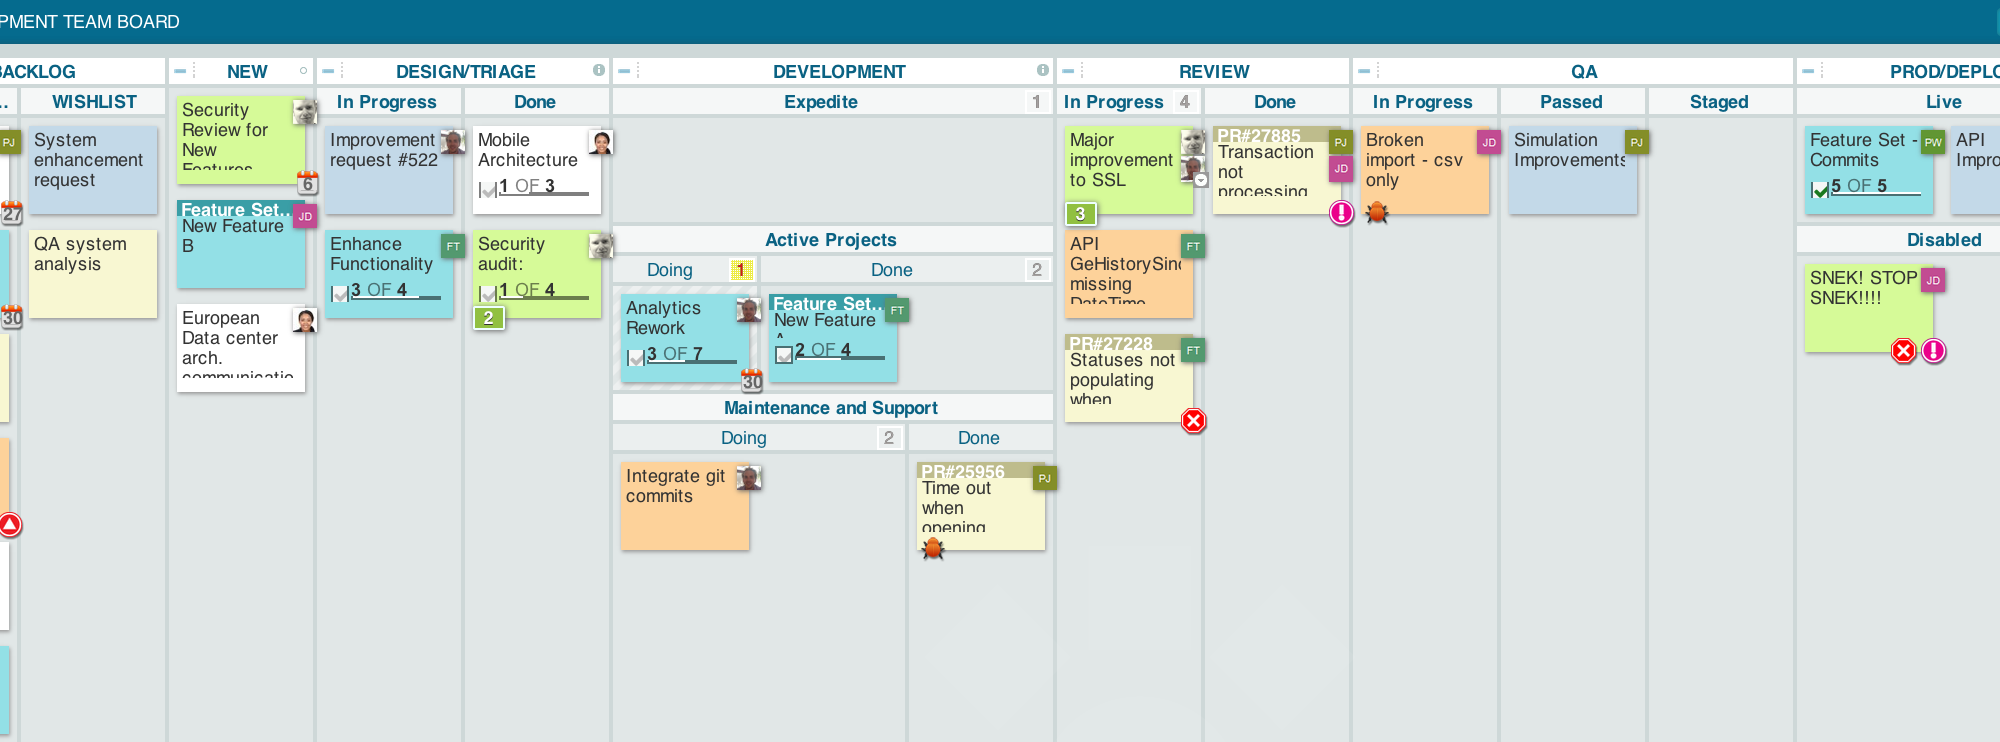 PMENT TEAM BOARD
BACKLOG
NEW
DESIGN/TRIAGE
DEVELOPMENT
REVIEW
QA
PROD/DEPLO
WISHLIST
In Progress
Done
Expedite
1
In Progress
4
Done
In Progress
Passed
Staged
Live
PJ
27
30
System
enhancement
request
QA system
analysis
Security
Review for
New
Features
6
Feature Set...
New Feature
B
JD
European
Data center
arch.
communicatio
Improvement
request #522
Enhance
Functionality
FT
3 OF 4
Mobile
Architecture
1 OF 3
Security
audit:
1 OF 4
2
Active Projects
Doing
1
Done
2
Analytics
Rework
3 OF 7
30
Feature Set...
New Feature
FT
2 OF 4
Maintenance and Support
Doing
2
Done
Integrate git
commits
PR#25956
Time out
when
opening
PJ
Major
improvement
to SSL
3
API
GeHistorySinc
missing
DateTime
FT
PR#27228
Statuses not
populating
when
FT
PR#27885
Transaction
not
processing
PJ
JD
Broken
import - csv
only
JD
Simulation
Improvements
PJ
Feature Set -
Commits
PW
5 OF 5
API
Impro
Disabled
SNEK! STOP
SNEK!!!!
JD